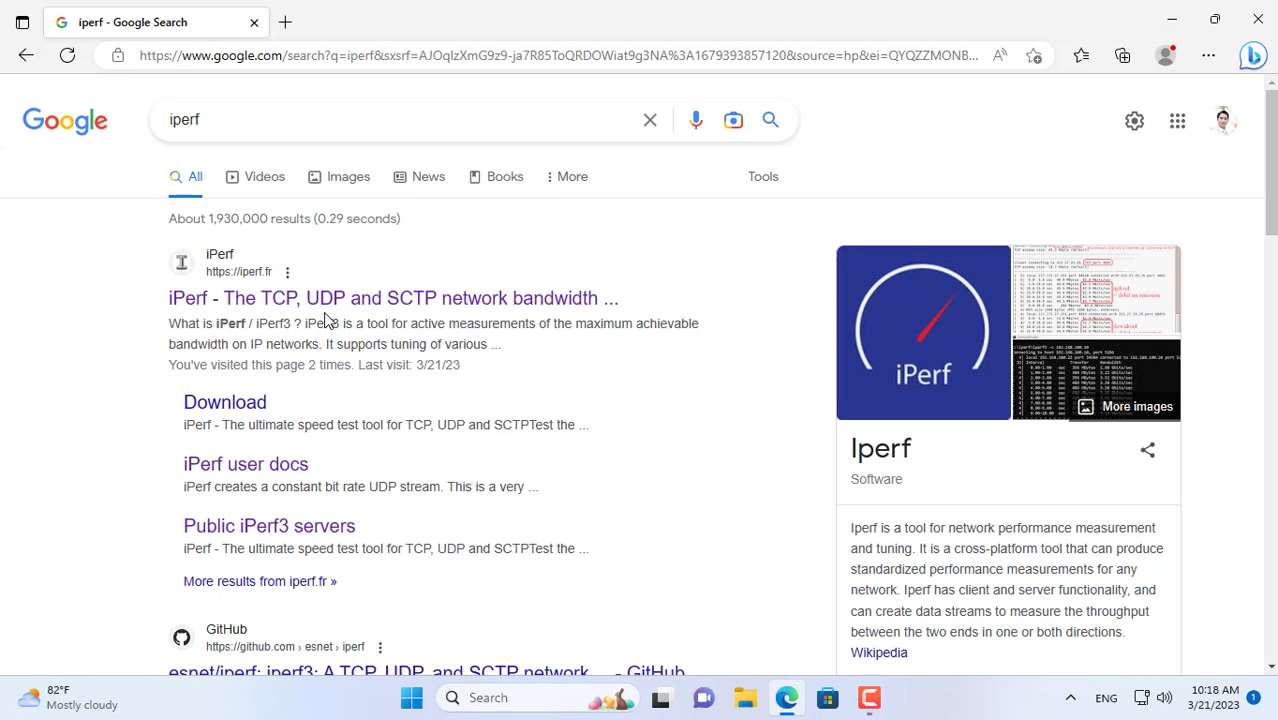 iperf - Google Search
https://www.google.com/search?q=iperf&sxsrf=AJOqlzXmG9z9-ja7R85ToQRDOWiat9g3NA%3A1679393857120&source=hp&ei=QYQZZMONB...
Google
iperf
All
Videos
Images
News
Books
More
Tools
About 1,930,000 results (0.29 seconds)
iPerf
https://iperf.fr
iPerf - The TCP, UDP and SCTP network bandwidth ...
What is iPerf / iPerf3 ? measurements of the maximum achievable
bandwidth on IP networks. It supports tuning of various ...
You've visited this page 3/21/23
Download
iPerf - The ultimate speed test tool for TCP, UDP and SCTPTest the ...
iPerf user docs
iPerf creates a constant bit rate UDP stream. This is a very ...
Public iPerf3 servers
iPerf - The ultimate speed test tool for TCP, UDP and SCTPTest the ...
More results from iperf.fr »
GitHub
https://github.com › esnet › iperf
esnet/iperf: iperf3: A TCP, UDP, and SCTP network ... - GitHub
iPerf
More images
Iperf
Software
Iperf is a tool for network performance measurement
and tuning. It is a cross-platform tool that can produce
standardized performance measurements for any
network. Iperf has client and server functionality, and
can create data streams to measure the throughput
between the two ends in one or both directions.
Wikipedia
82°F
Mostly cloudy
Search
ENG
10:18 AM
3/21/2023
1